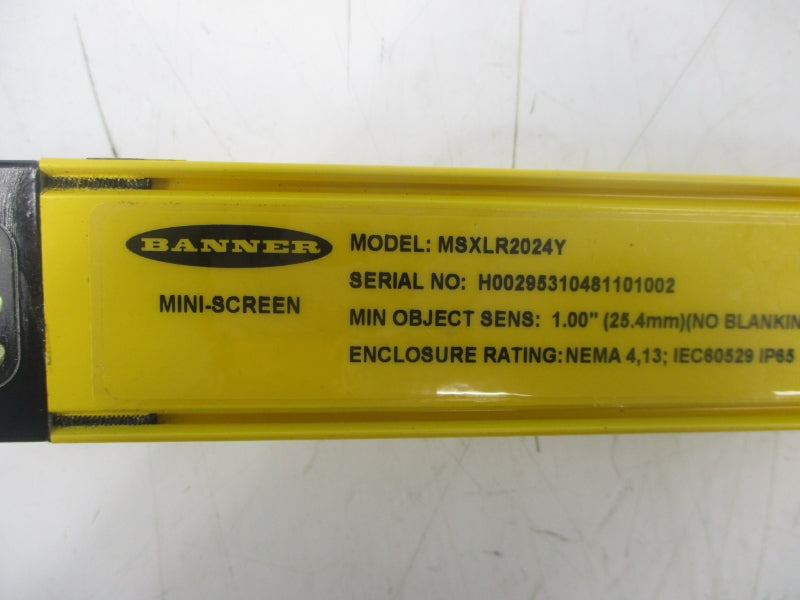 BANNER
MINI-SCREEN
MODEL: MSXLR2024Y
SERIAL NO: H00295310481101002
MIN OBJECT SENS: 1.00" (25.4mm)(NO BLANKIN
ENCLOSURE RATING: NEMA 4,13; IEC60529 IP65